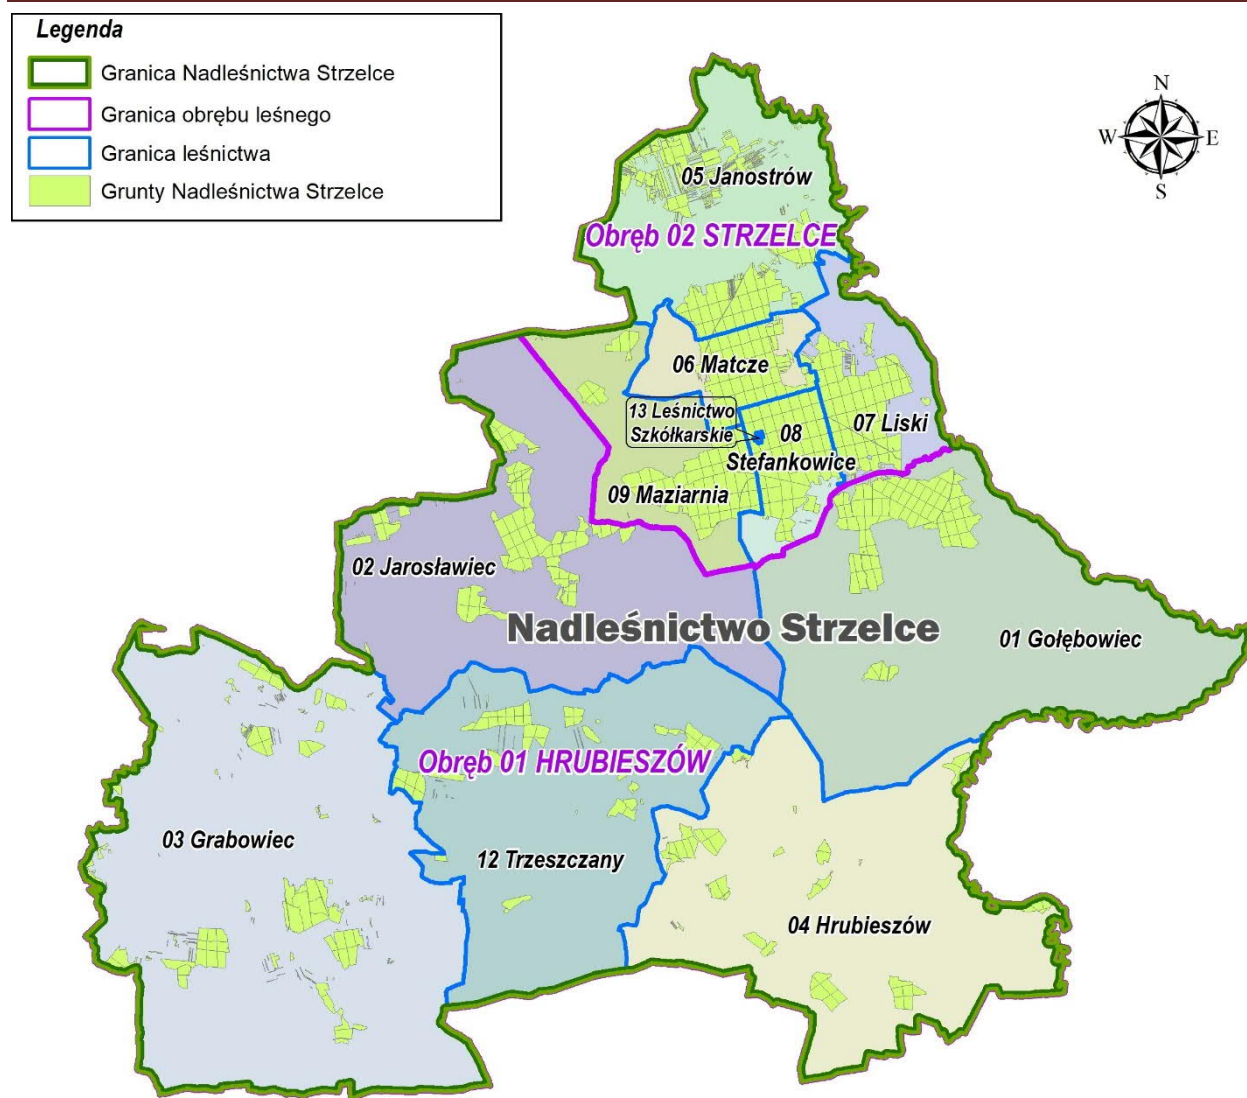 Legenda
Granica Nadleśnictwa Strzelce
Granica obrębu leśnego
Granica leśnictwa
Grunty Nadleśnictwa Strzelce
N
W E
S
05 Janostrów
Obręb 02 STRZELCE
06 Matcze
13 Leśnictwo
Szkółkarskie
08
Stefankowice
07 Liski
09 Maziarnia
02 Jarosławiec
Nadleśnictwo Strzelce
01 Gołębowiec
Obręb 01 HRUBIESZÓW
03 Grabowiec
12 Trzeszczany
04 Hrubieszów